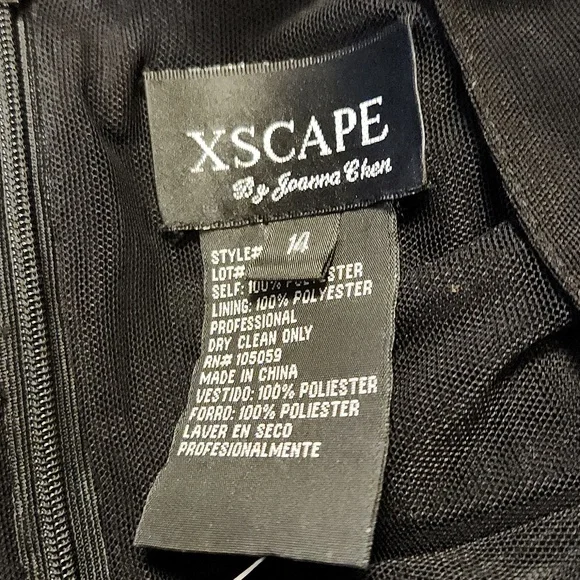 XSCAPE
By Joanna Chen
14
STYLE#
LOT#
SELF: 100% POLYESTER
LINING: 100% POLYESTER
PROFESSIONAL
DRY CLEAN ONLY
RN# 105059
MADE IN CHINA
VESTIDO: 100% POLIESTER
FORRO: 100% POLIESTER
LAVER EN SECO
PROFESIONALMENTE